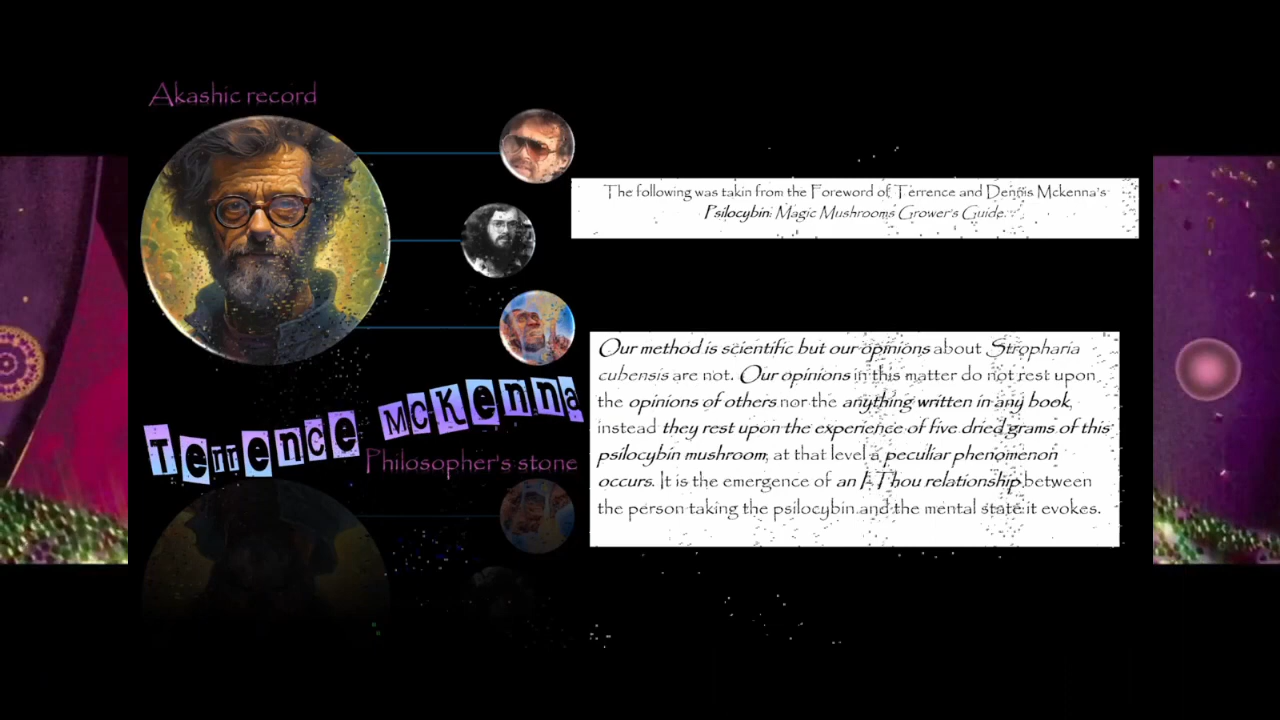 Akashic record
The following was takin from the Foreword of Terrence and Dennis Mckenna's
Psilocybin: Magic Mushrooms Grower's Guide.
Our method is scientific but our opinions about Stropharia
cubensis are not. Our opinions in this matter do not rest upon
the opinions of others nor the anything written in any book,
instead they rest upon the experience of five dried grams of this
psilocybin mushroom, at that level a peculiar phenomenon
occurs. It is the emergence of an I-Thou relationship between
the person taking the psilocybin and the mental state it evokes.
Terrence McKenna
Philosopher's stone